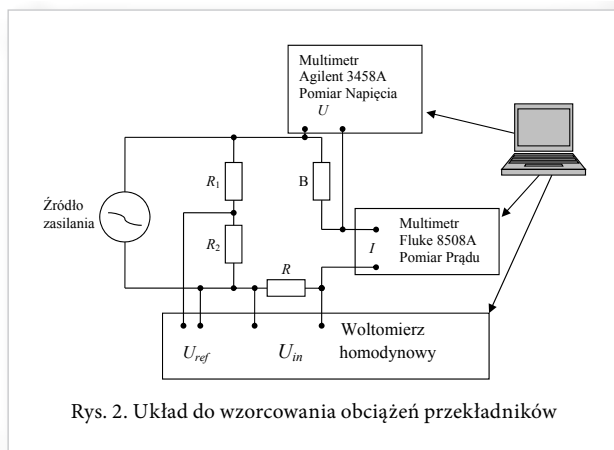 Multimetr
Agilent 3458A
Pomiar Napięcia
U
Źródło
zasilania
R1
B
R2
R
I
Multimetr
Fluke 8508A
Pomiar Prądu
Uref
Uin
Woltomierz
homodynowy
Rys. 2. Układ do wzorcowania obciążeń przekładników